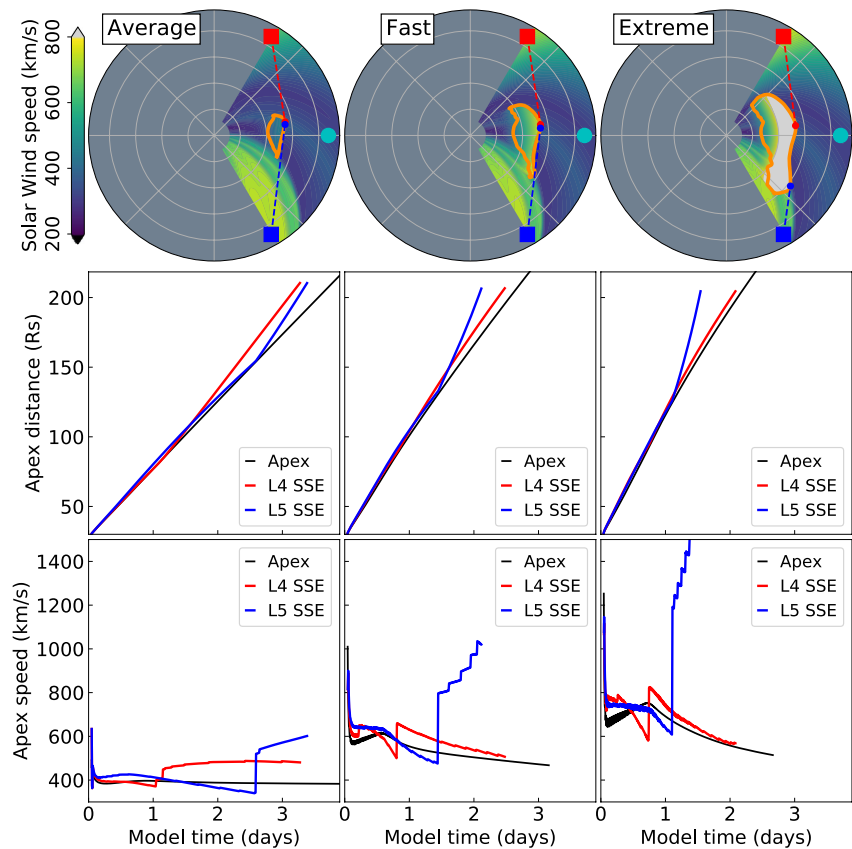 Average
Fast
Extreme
Solar Wind speed (km/s)
800
600
400
200
Apex distance (Rs)
200
150
100
50
Apex
L4 SSE
L5 SSE
Apex
L4 SSE
L5 SSE
Apex
L4 SSE
L5 SSE
Apex speed (km/s)
1400
1200
1000
800
600
400
Apex
L4 SSE
L5 SSE
Apex
L4 SSE
L5 SSE
Apex
L4 SSE
L5 SSE
0 1 2 3
0 1 2 3
0 1 2 3
Model time (days)
Model time (days)
Model time (days)